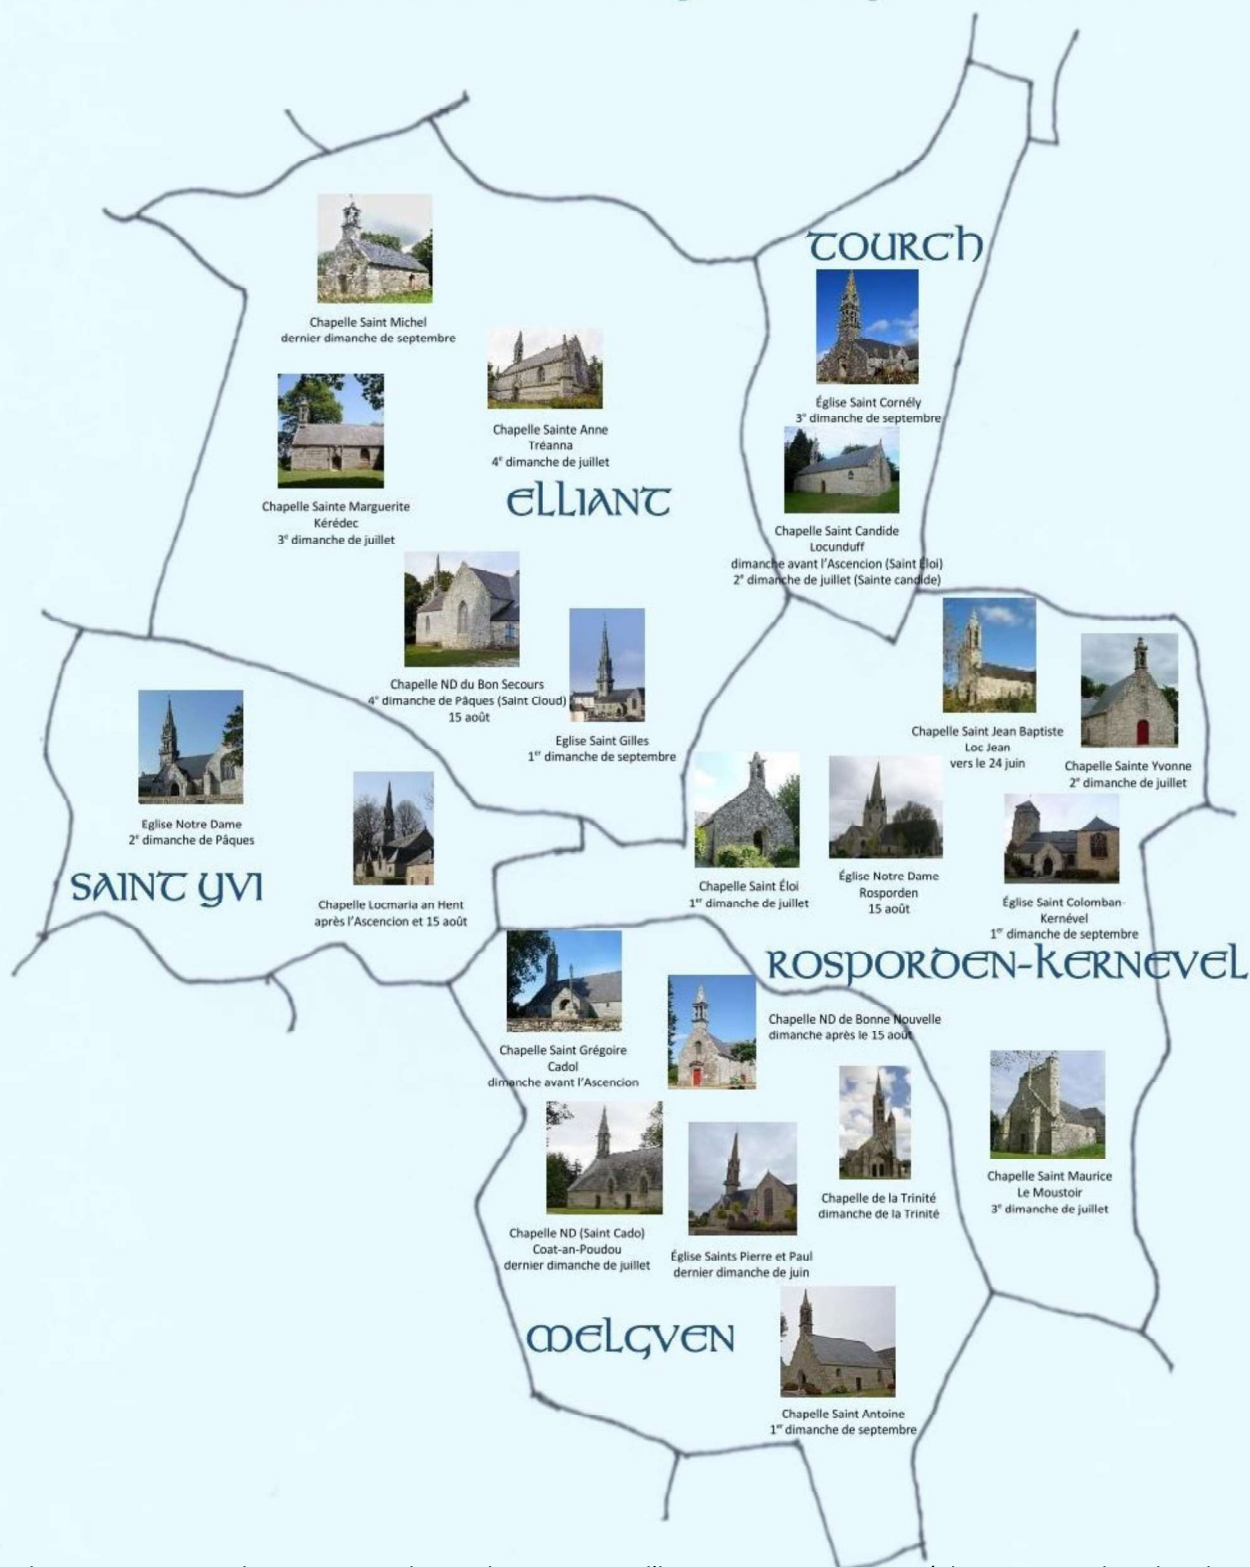 TOURCH
Chapelle Saint Michel
dernier dimanche de septembre
Église Saint Cornély
3e dimanche de septembre
Chapelle Sainte Anne
Tréanna
4e dimanche de juillet
ELLIANT
Chapelle Sainte Marguerite
Kérédec
3e dimanche de juillet
Chapelle Saint Candide
Locunduff
dimanche avant l'Ascencion (Saint Éloi)
2e dimanche de juillet (Sainte candide)
Chapelle ND du Bon Secours
4e dimanche de Pâques (Saint Cloud)
15 août
Eglise Saint Gilles
1er dimanche de septembre
Chapelle Saint Jean Baptiste
Loc Jean
vers le 24 juin
Chapelle Sainte Yvonne
2e dimanche de juillet
Eglise Notre Dame
2e dimanche de Pâques
SAINT YVI
Chapelle Locmaria an Hent
après l'Ascencion et 15 août
Chapelle Saint Éloi
1er dimanche de juillet
Église Notre Dame
Rosporden
15 août
Église Saint Colomban-
Kernével
1er dimanche de septembre
ROSPORDEN-KERNEVEL
Chapelle Saint Grégoire
Cadol
dimanche avant l'Ascencion
Chapelle ND de Bonne Nouvelle
dimanche après le 15 août
Chapelle Saint Maurice
Le Moustoir
3e dimanche de juillet
Chapelle de la Trinité
dimanche de la Trinité
Chapelle ND (Saint Cado)
Coat-an-Poudou
dernier dimanche de juillet
Église Saints Pierre et Paul
dernier dimanche de juin
MELGVEN
Chapelle Saint Antoine
1er dimanche de septembre